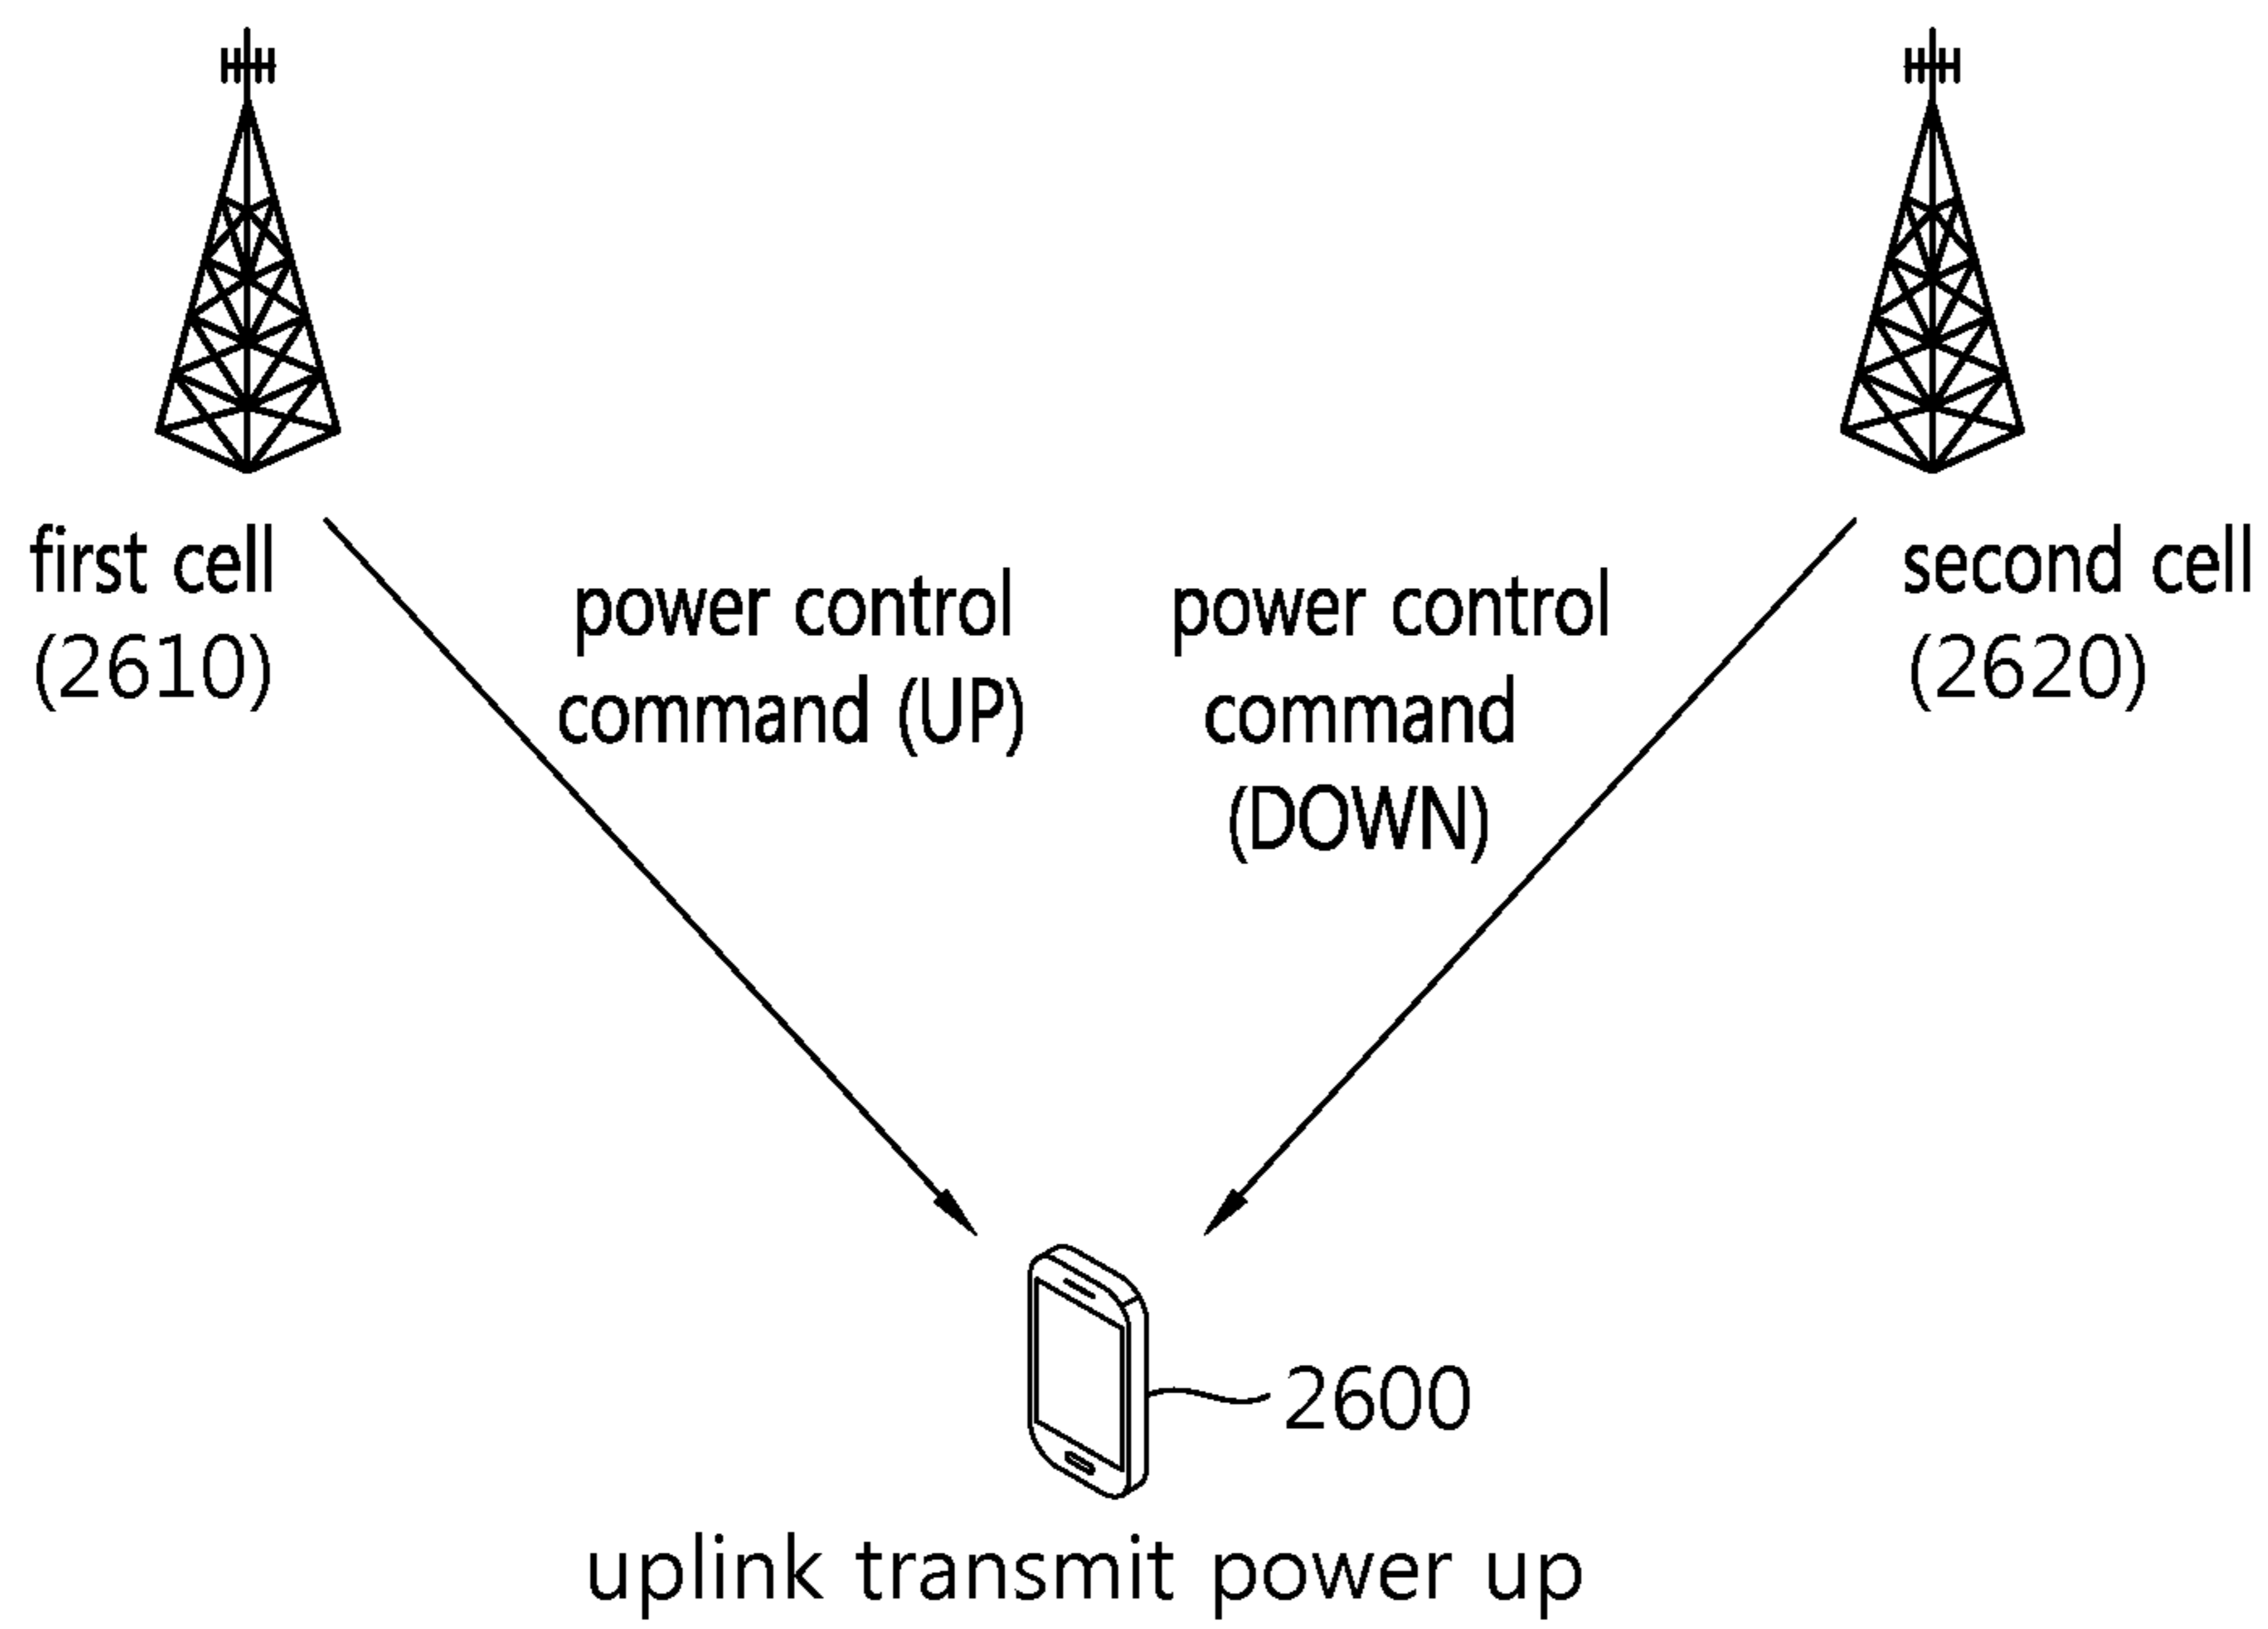 first cell
(2610)
power control
command (UP)
power control
command
(DOWN)
second cell
(2620)
2600
uplink transmit power up